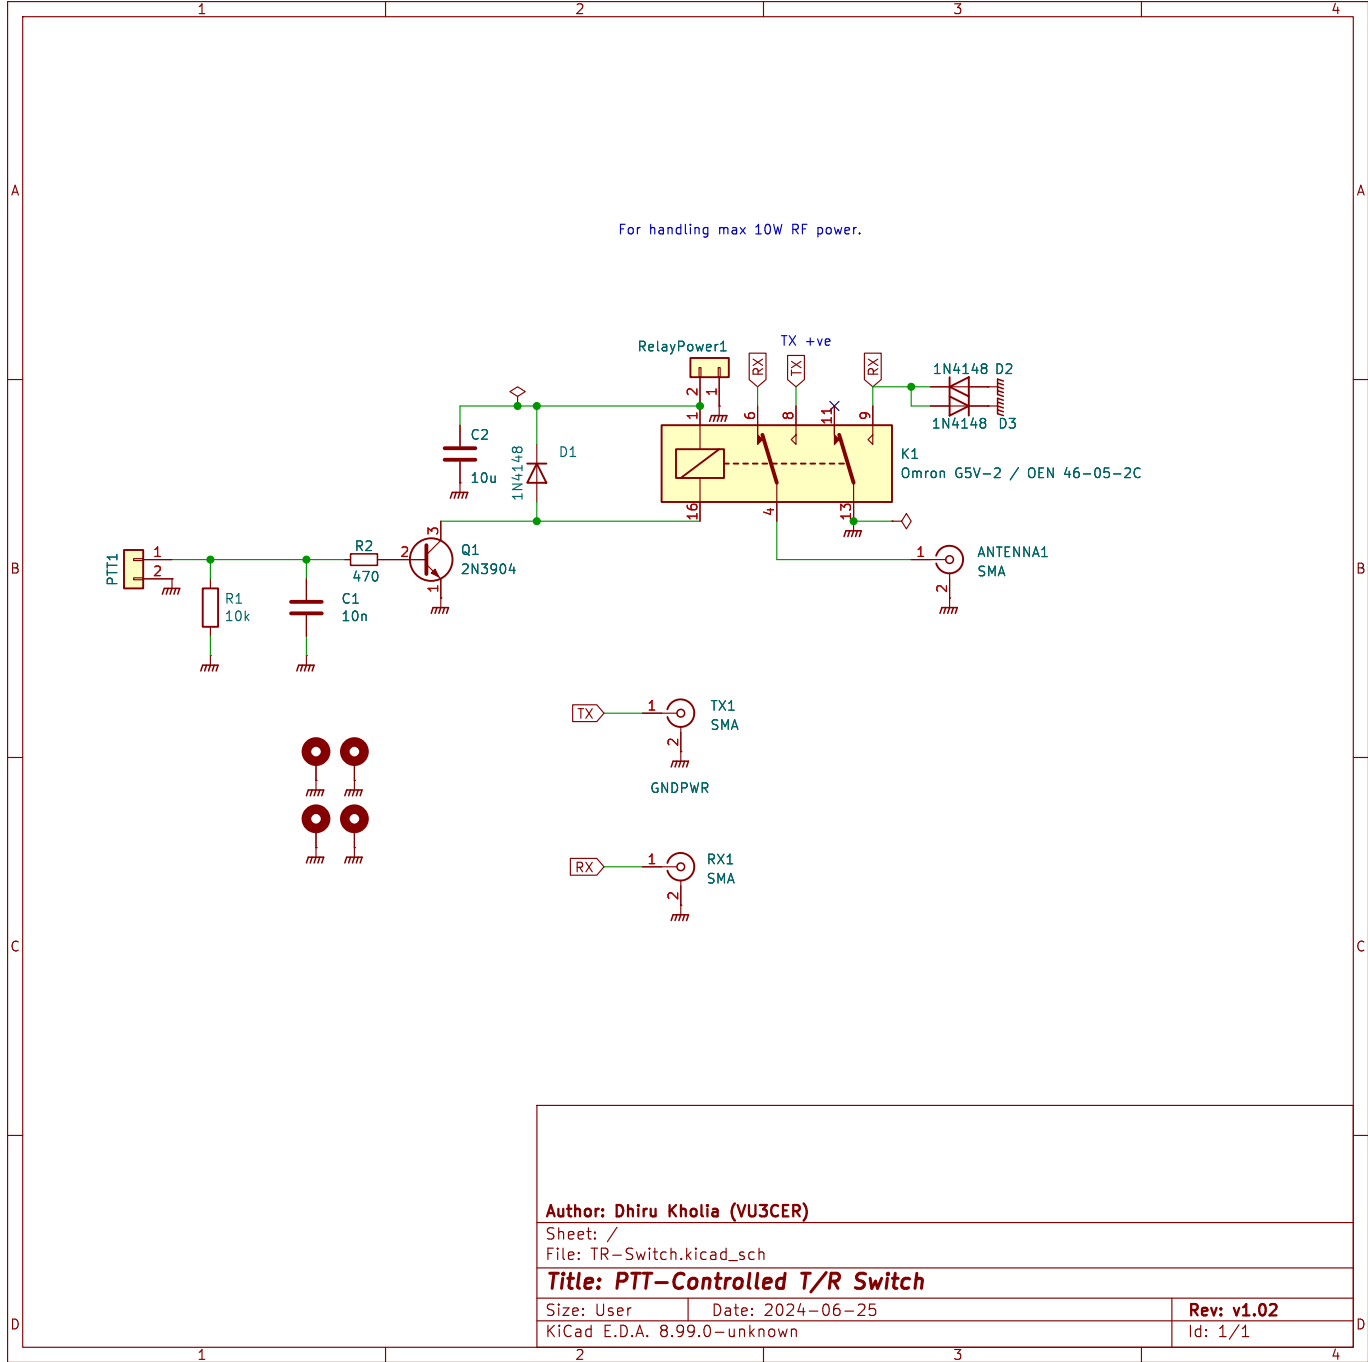 1 2 3 4
A A
For handling max 10W RF power.
RelayPower1
TX +ve
RX TX RX
1N4148 D2
1N4148 D3
2 1
1 6 8 11 9
C2
10u
1N4148
D1
K1
Omron G5V-2 / OEN 46-05-2C
16 4 13
PTT1
1
2
R1
10k
C1
10n
R2
470
3
2
1
Q1
2N3904
1
2
ANTENNA1
SMA
B B
TX
1
2
TX1
SMA
GNDPWR
RX
1
2
RX1
SMA
C C
Author: Dhiru Kholia (VU3CER)
Sheet: /
File: TR-Switch.kicad_sch
Title: PTT-Controlled T/R Switch
Size: User Date: 2024-06-25 Rev: v1.02
KiCad E.D.A. 8.99.0-unknown Id: 1/1
D D
1 2 3 4